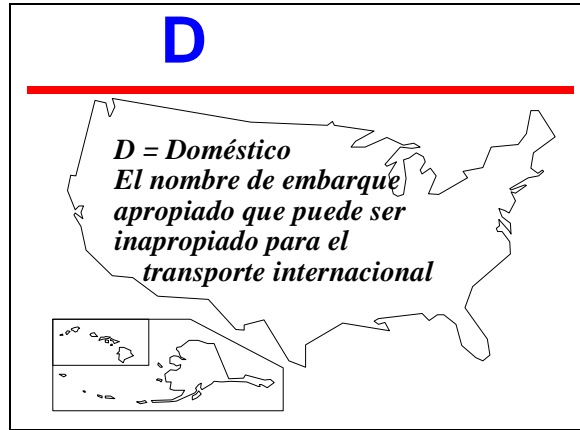 D
D = Doméstico
El nombre de embarque
apropiado que puede ser
inapropiado para el
transporte internacional